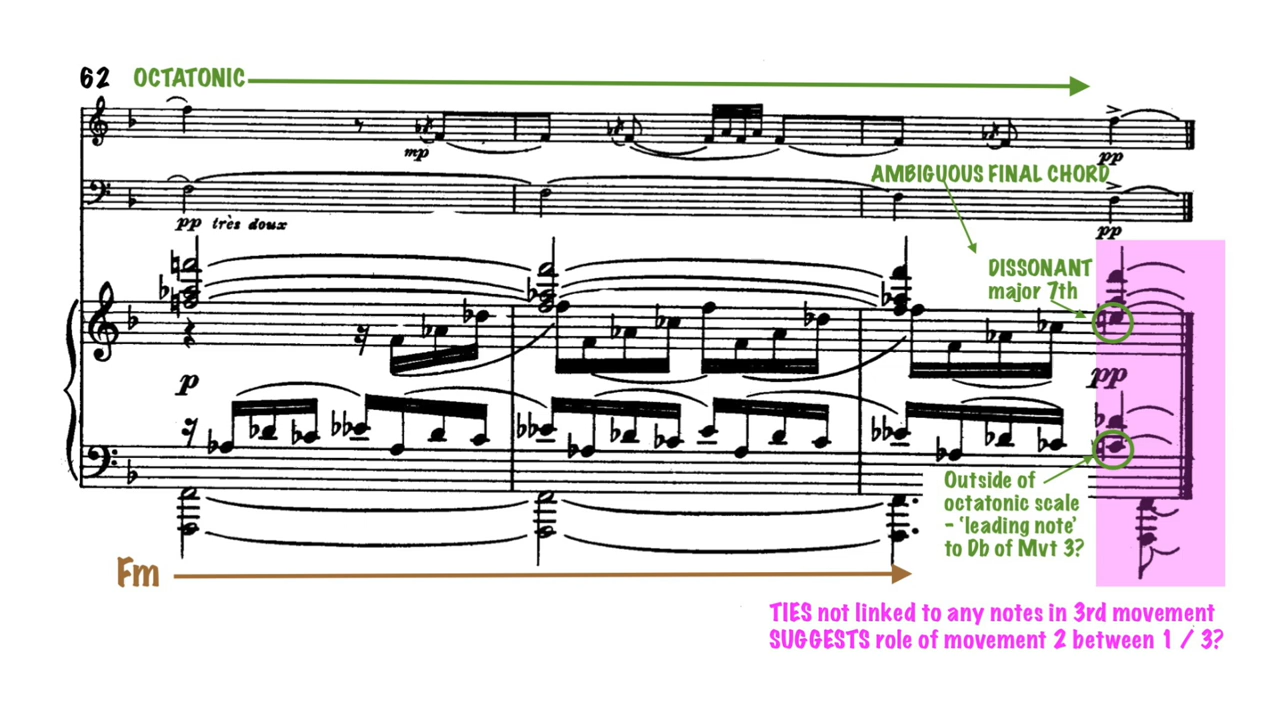 62 OCTATONIC
mp
AMBIGUOUS FINAL CHORD
pp
pp très doux
pp
DISSONANT
major 7th
p
pp
Outside of
octatonic scale
- ‘leading note’
to Db of Mvt 3?
Fm
TIES not linked to any notes in 3rd movement
SUGGESTS role of movement 2 between 1 / 3?